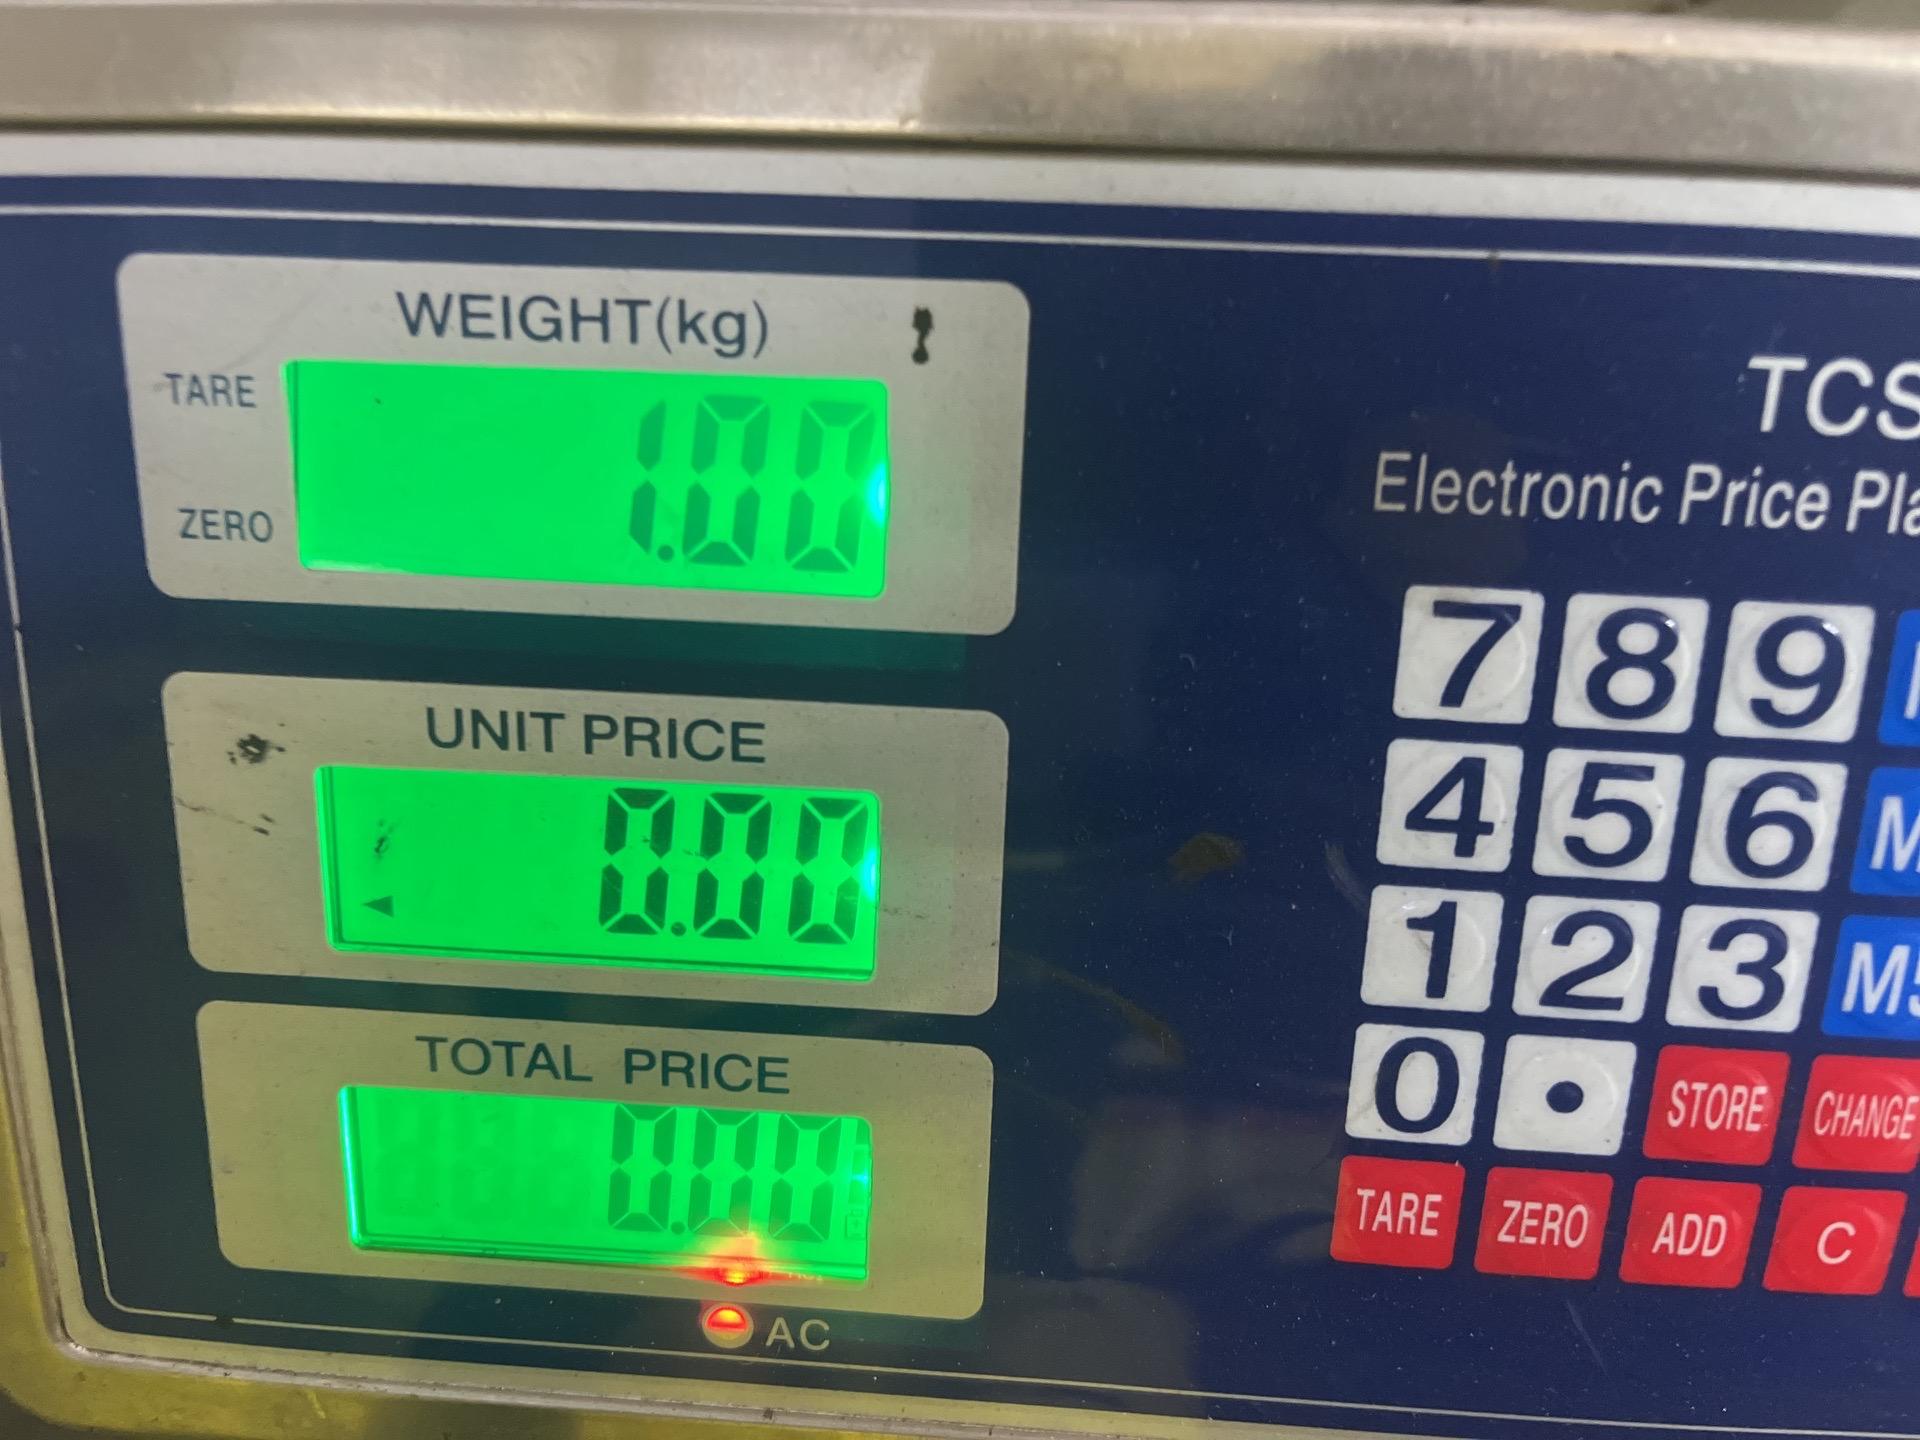 WEIGHT(kg)
TARE
1.00
ZERO
UNIT PRICE
0.00
TOTAL PRICE
0.00
AC
TCS
Electronic Price Pla
7 8 9
4 5 6 M
1 2 3 M5
0 . STORE CHANGE
TARE ZERO ADD C